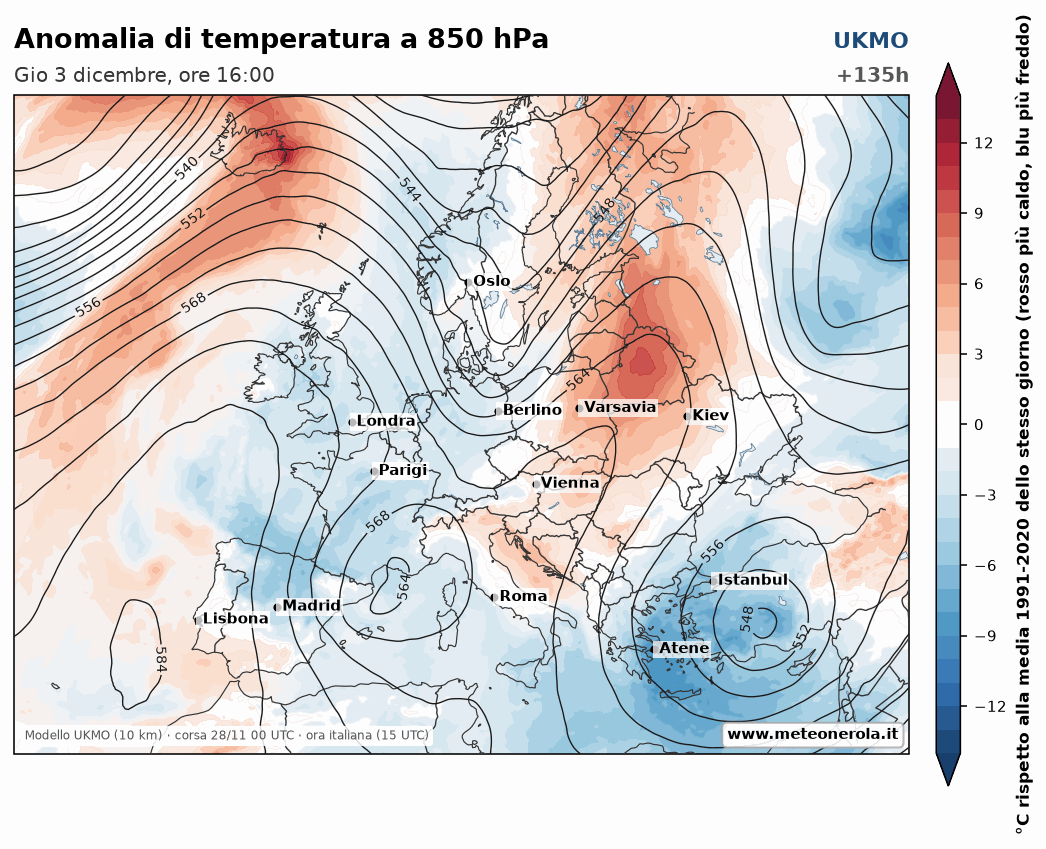 Anomalia di temperatura a 850 hPa
UKMO
Gio 3 dicembre, ore 16:00
+135h
540
544
552
548
556
568
564
Oslo
Berlino
Varsavia
Kiev
Londra
Parigi
Vienna
568
556
564
Istanbul
Roma
Madrid
Lisbona
548
552
Atene
584
Modello UKMO (10 km) · corsa 28/11 00 UTC · ora italiana (15 UTC)
www.meteonerola.it
12
9
6
3
0
−3
−6
−9
−12
°C rispetto alla media 1991-2020 dello stesso giorno (rosso più caldo, blu più freddo)